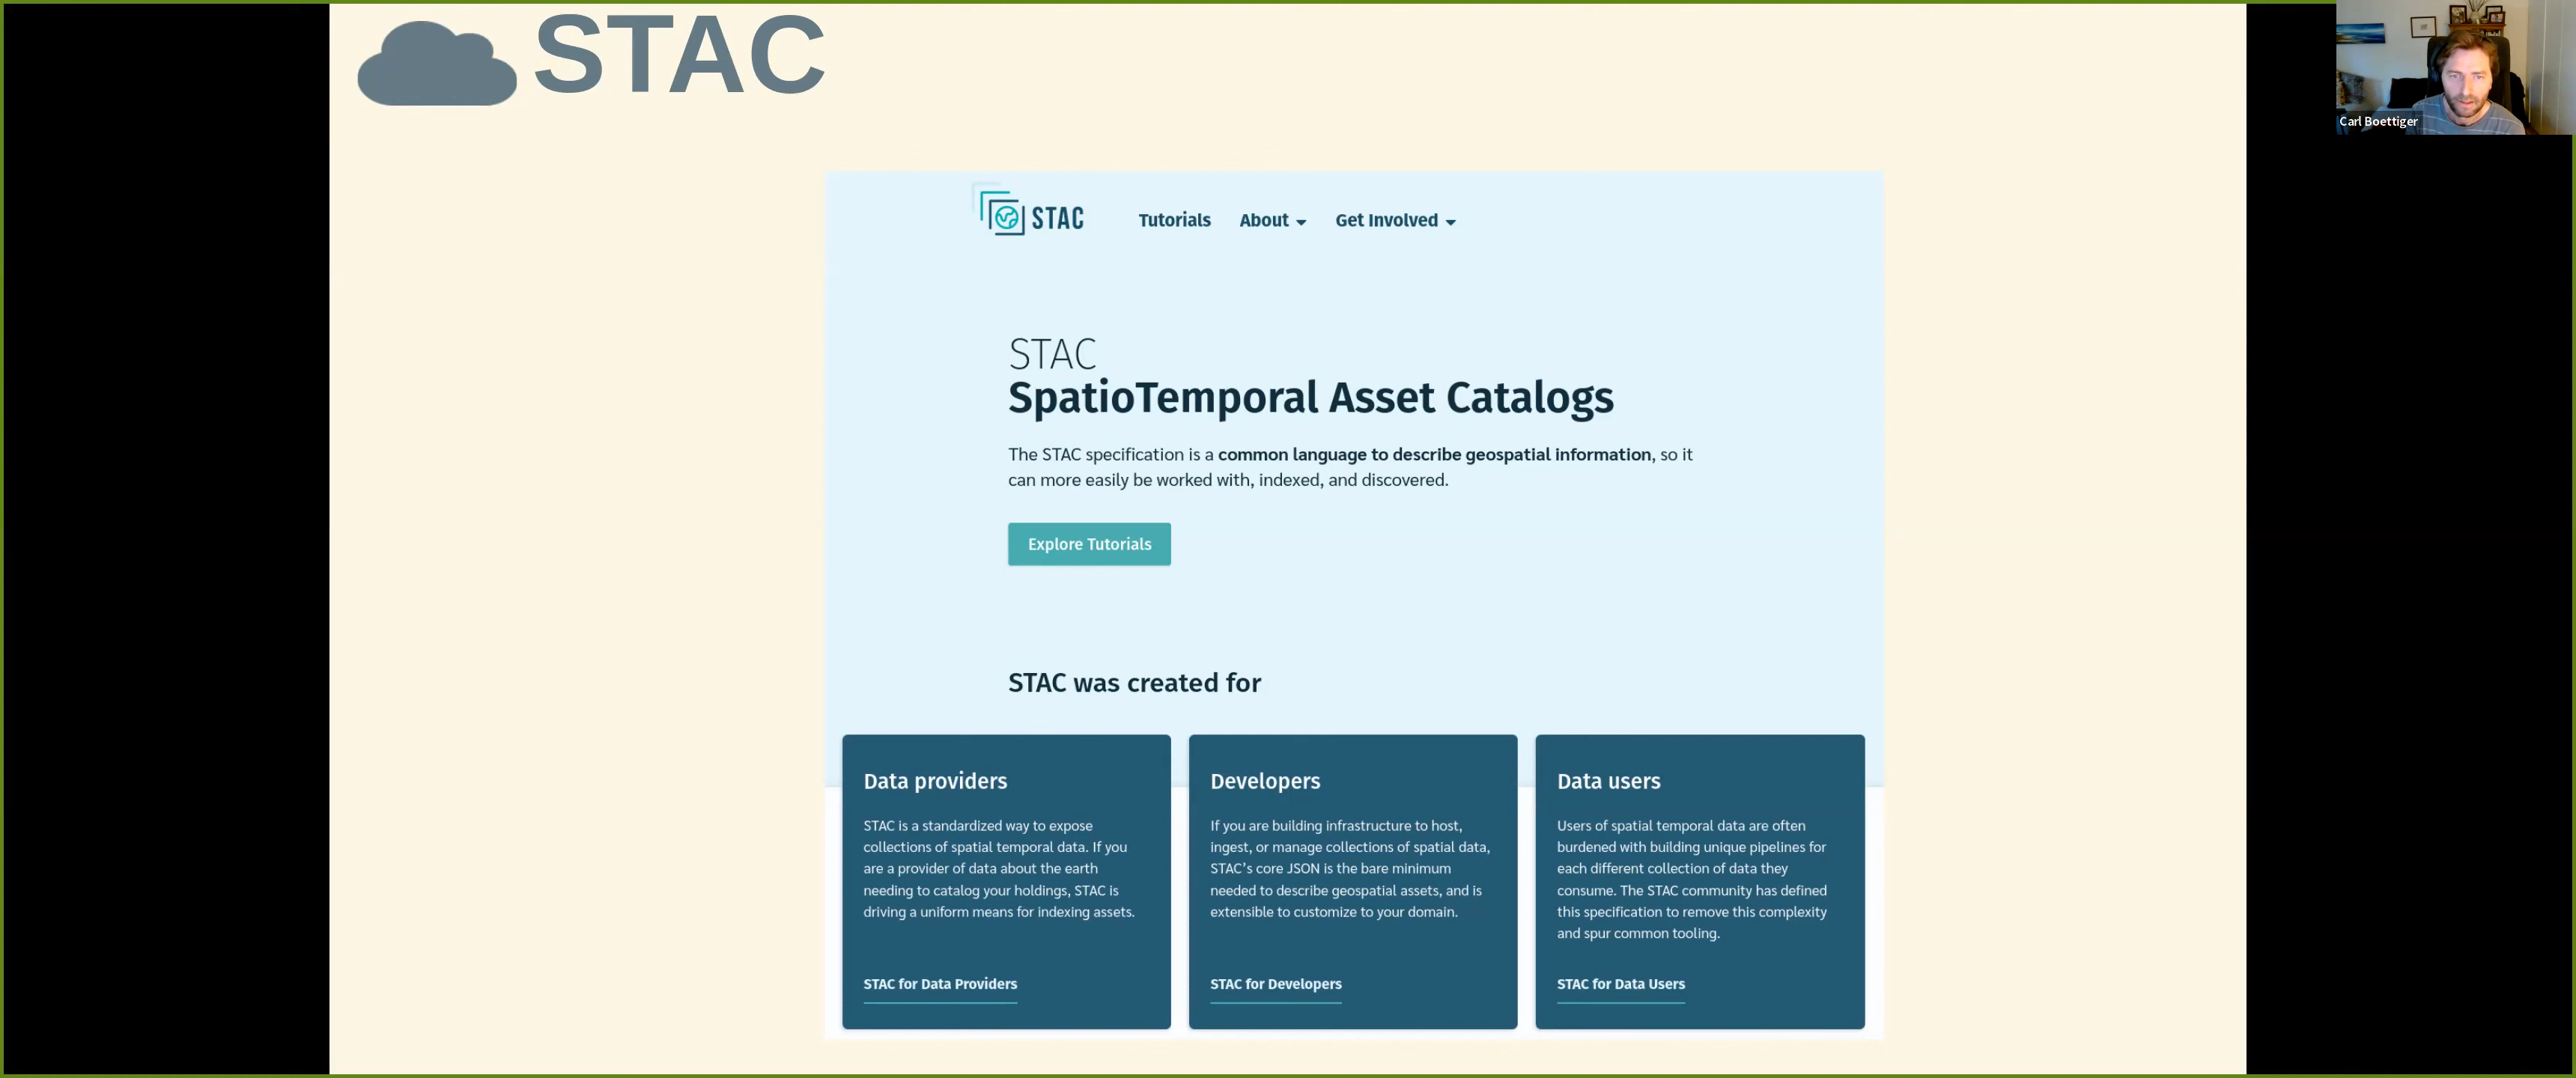 STAC
Carl Boettiger
STAC
Tutorials About Get Involved
STAC
SpatioTemporal Asset Catalogs
The STAC specification is a common language to describe geospatial information, so it
can more easily be worked with, indexed, and discovered.
Explore Tutorials
STAC was created for
Data providers
STAC is a standardized way to expose
collections of spatial temporal data. If you
are a provider of data about the earth
needing to catalog your holdings, STAC is
driving a uniform means for indexing assets.
STAC for Data Providers
Developers
If you are building infrastructure to host,
ingest, or manage collections of spatial data,
STAC’s core JSON is the bare minimum
needed to describe geospatial assets, and is
extensible to customize to your domain.
STAC for Developers
Data users
Users of spatial temporal data are often
burdened with building unique pipelines for
each different collection of data they
consume. The STAC community has defined
this specification to remove this complexity
and spur common tooling.
STAC for Data Users